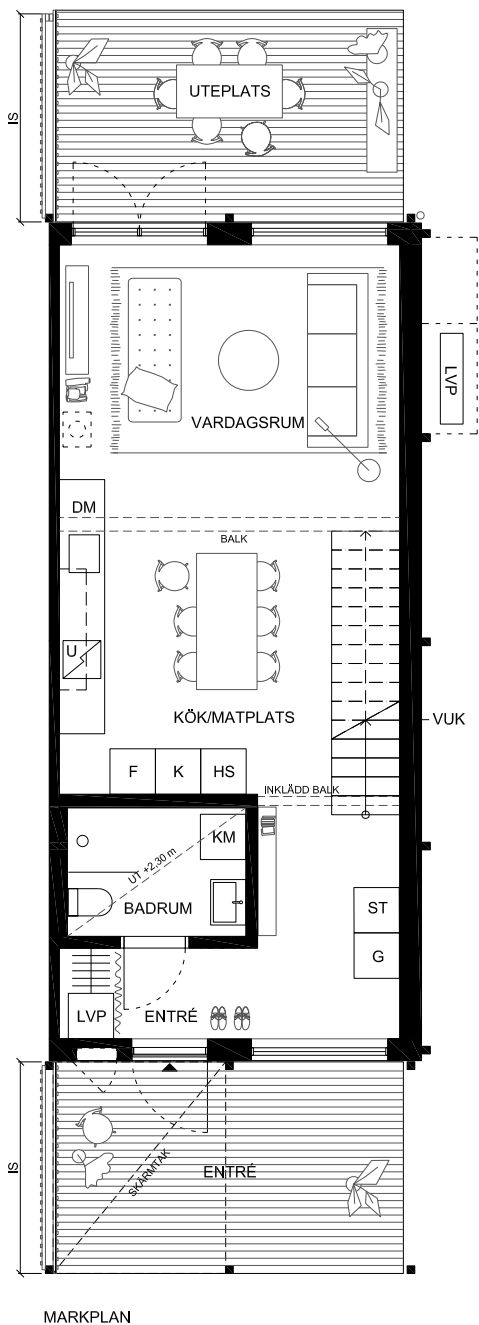 IS
UTEPLATS
LVP
VARDAGSRUM
DM
BALK
U
KÖK/MATPLATS
VUK
F K HS
INKLÄDD BALK
KM
UT +2,30 m
BADRUM
ST
G
LVP
ENTRÉ
IS
SKÄRMTAK
ENTRÉ
MARKPLAN